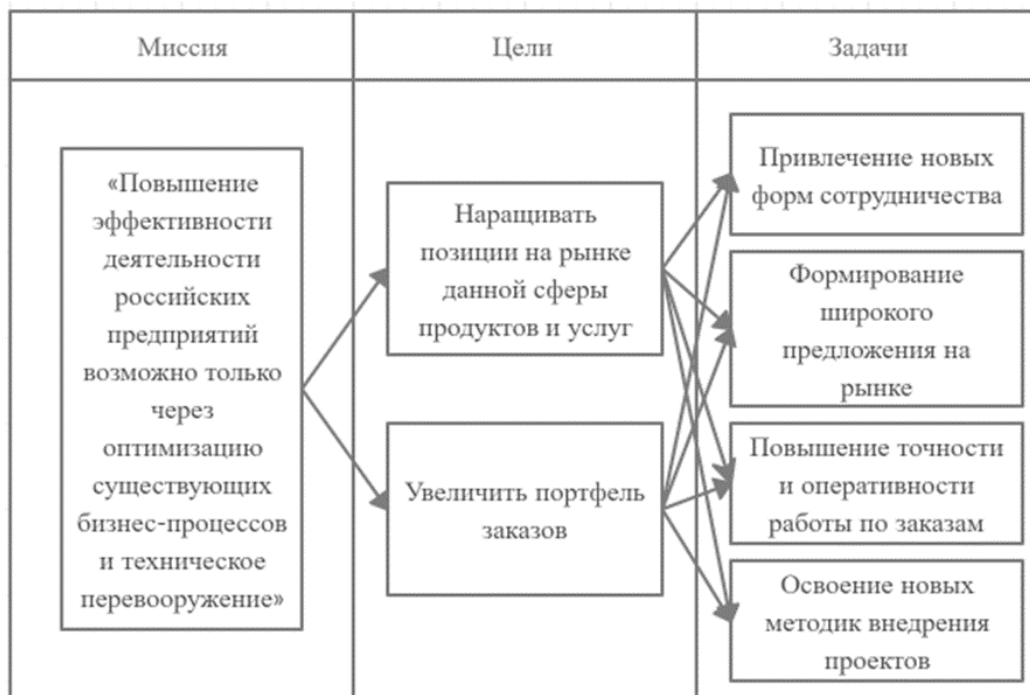 Миссия
Цели
Задачи
«Повышение
эффективности
деятельности
российских
предприятий
возможно только
через
оптимизацию
существующих
бизнес-процессов
и техническое
перевооружение»
Наращивать
позиции на рынке
данной сферы
продуктов и услуг
Увеличить портфель
заказов
Привлечение новых
форм сотрудничества
Формирование
широкого
предложения на
рынке
Повышение точности
и оперативности
работы по заказам
Освоение новых
методик внедрения
проектов